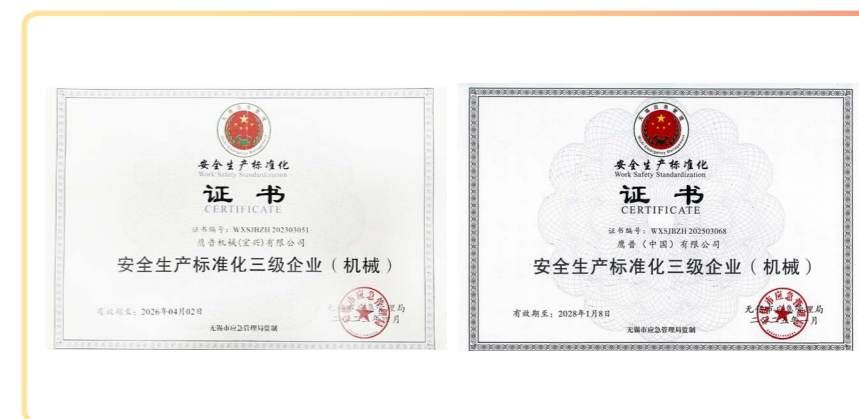 安全生产标准化
Work Safety Standardization
证 书
CERTIFICATE
证书编号：WXSJBZH 202303051
鹰普机械(宜兴)有限公司
安全生产标准化三级企业（机械）
有效期至：2026年04月02日
无锡市应急管理局监制
安全生产标准化
Work Safety Standardization
证 书
CERTIFICATE
证书编号：WXSJBZH 202503068
鹰普（中国）有限公司
安全生产标准化三级企业（机械）
有效期至：2028年1月8日
无锡市应急管理局监制